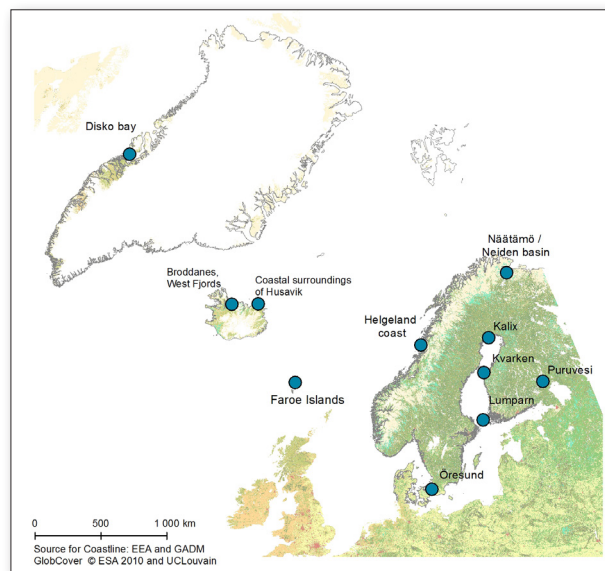 Disko bay
Näätämö /
Neiden basin
Broddanes,
West Fjords
Coastal surroundings
of Husavik
Helgeland
coast
Kalix
Kvarken
Puruvesi
Faroe Islands
Lumparn
Öresund
0 500 1 000 km
Source for Coastline: EEA and GADM
GlobCover © ESA 2010 and UCLouvain